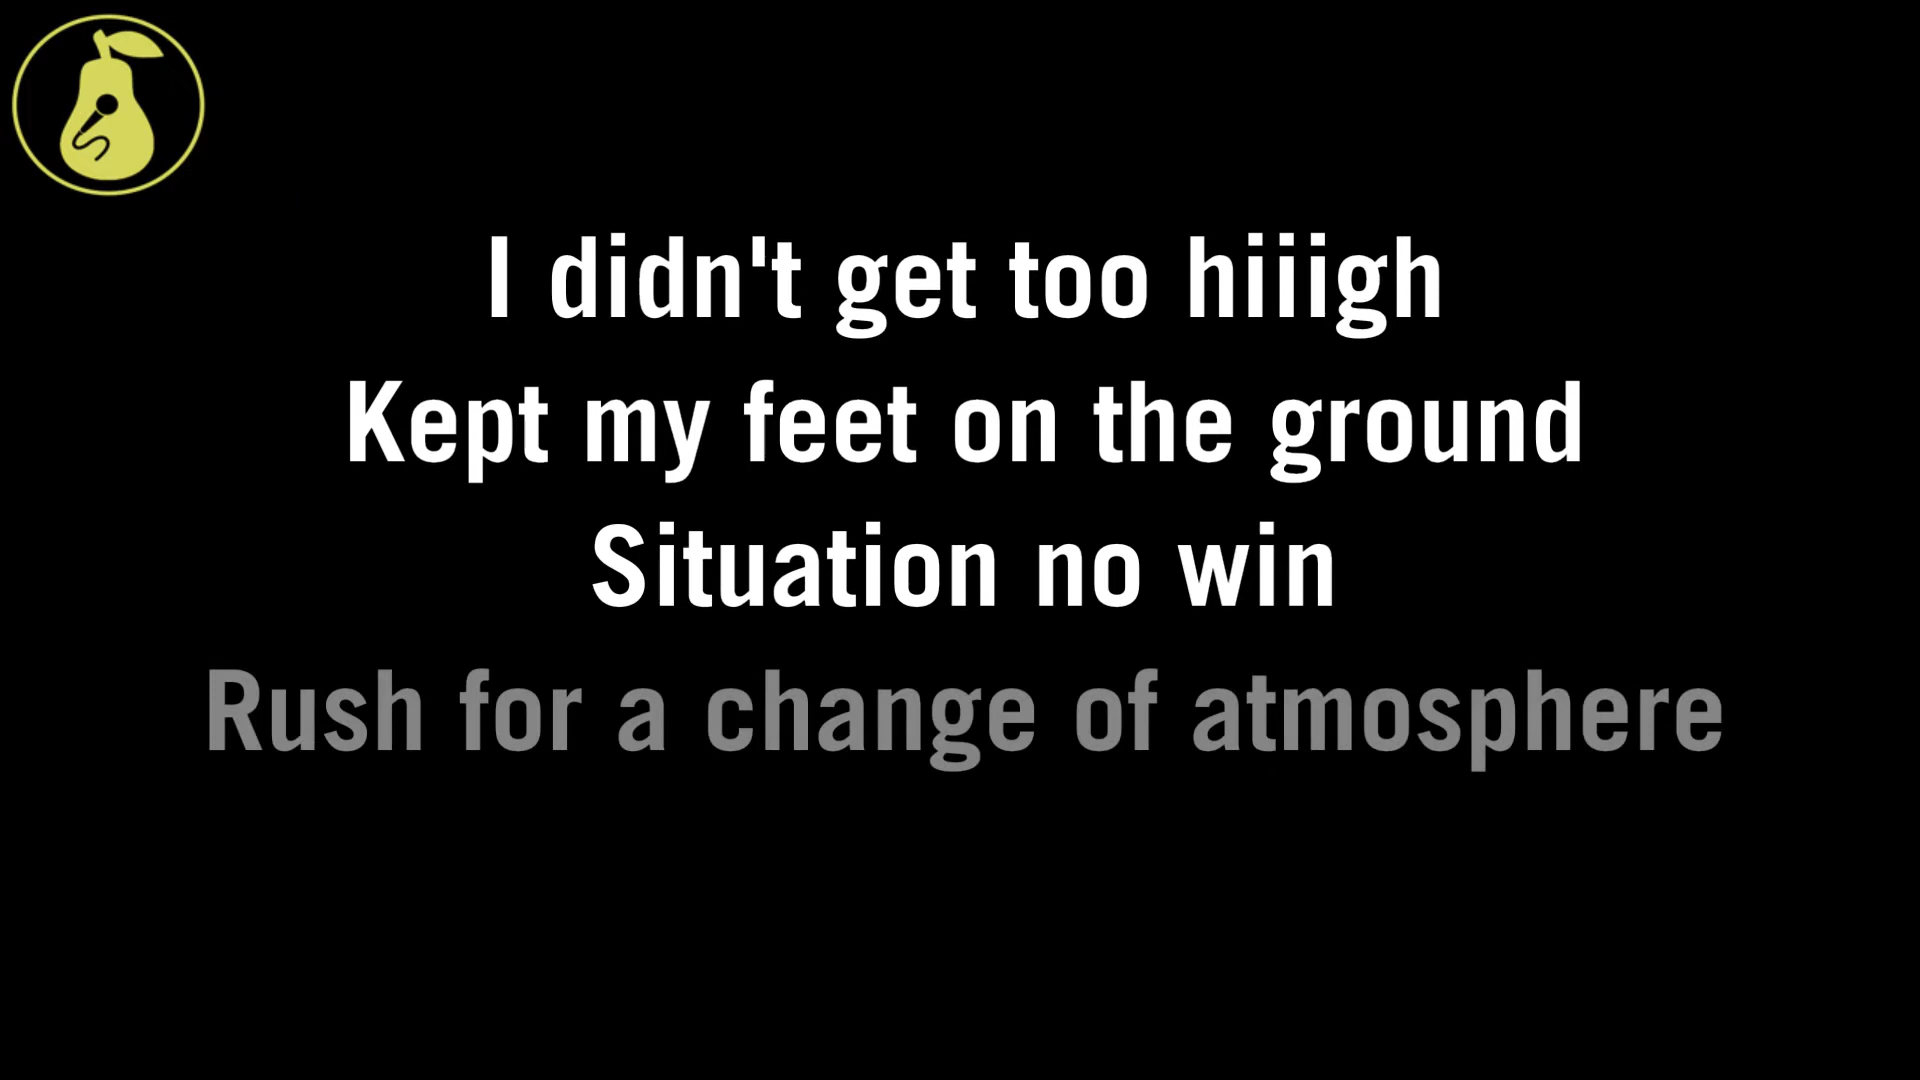 I didn't get too hiiigh
Kept my feet on the ground
Situation no win
Rush for a change of atmosphere